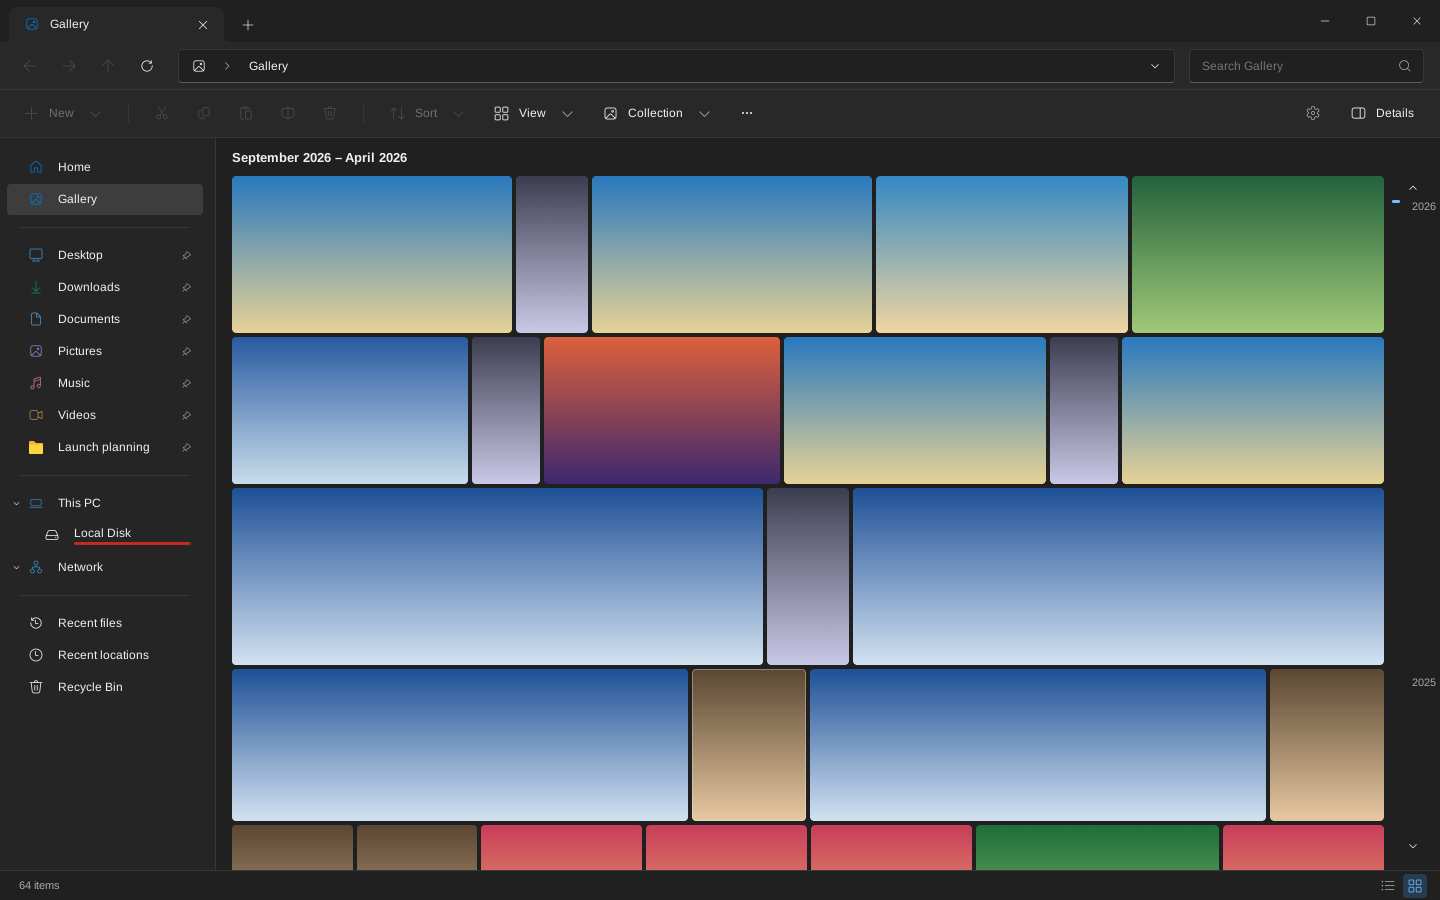 Gallery
Gallery
Search Gallery
New
Sort
View
Collection
Details
Home
Gallery
Desktop
Downloads
Documents
Pictures
Music
Videos
Launch planning
This PC
Local Disk
Network
Recent files
Recent locations
Recycle Bin
September 2026 – April 2026
2026
2025
64 items